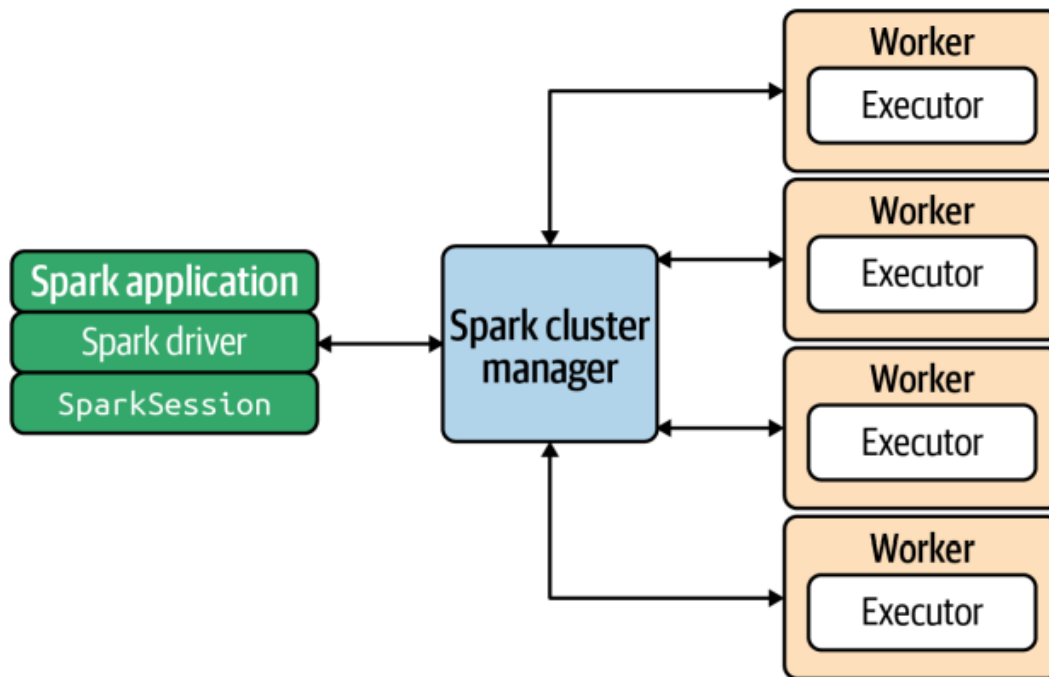 Spark application
Spark driver
SparkSession
Spark cluster
manager
Worker
Executor
Worker
Executor
Worker
Executor
Worker
Executor